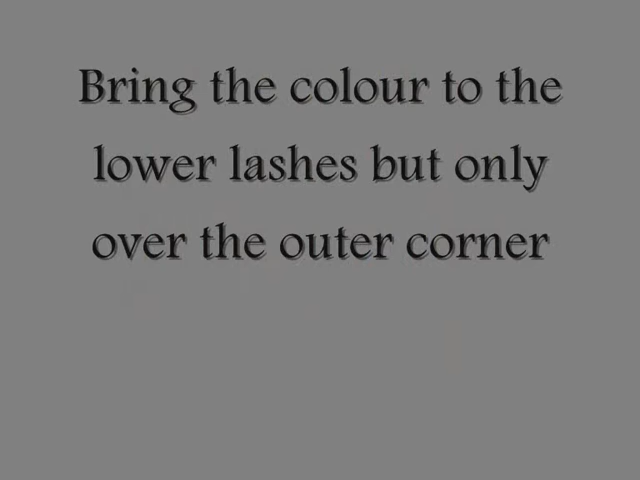 Bring the colour to the
lower lashes but only
over the outer corner